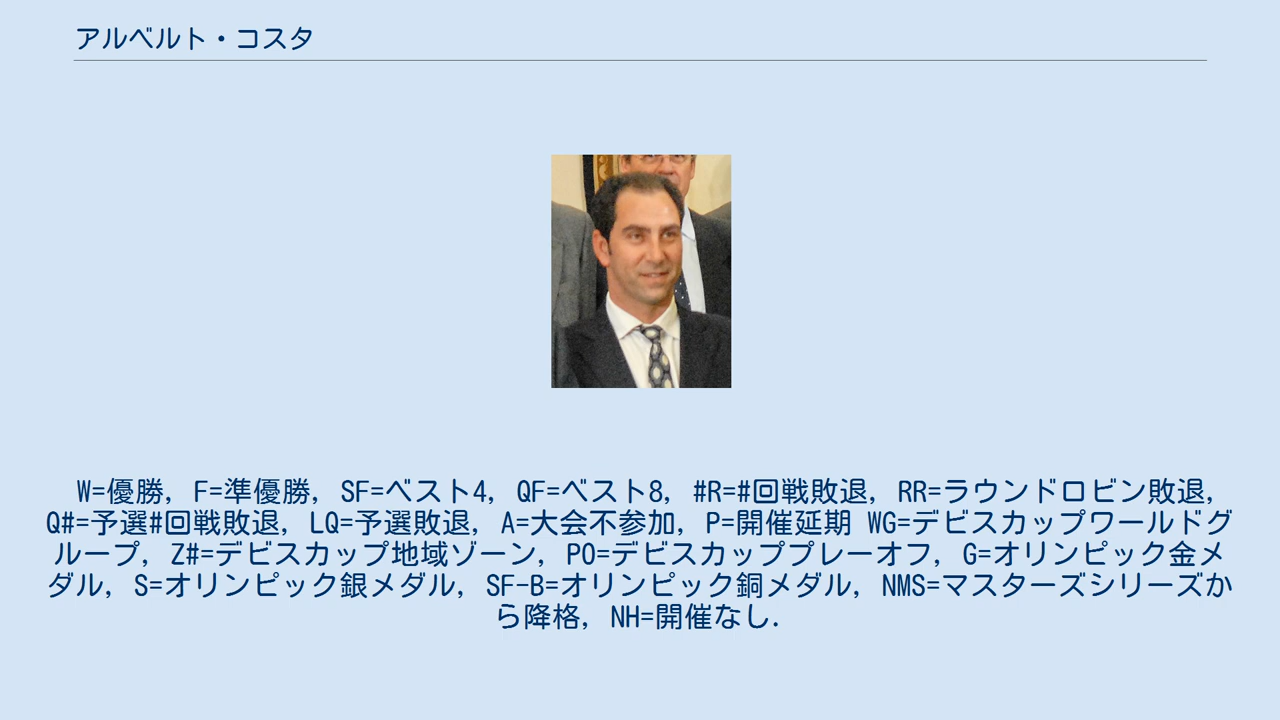 アルベルト・コスタ
W=優勝, F=準優勝, SF=ベスト4, QF=ベスト8, #R=#回戦敗退, RR=ラウンドロビン敗退,
Q#=予選#回戦敗退, LQ=予選敗退, A=大会不参加, P=開催延期 WG=デビスカップワールドグ
ループ, Z#=デビスカップ地域ゾーン, PO=デビスカッププレーオフ, G=オリンピック金メ
ダル, S=オリンピック銀メダル, SF-B=オリンピック銅メダル, NMS=マスターズシリーズか
ら降格, NH=開催なし.